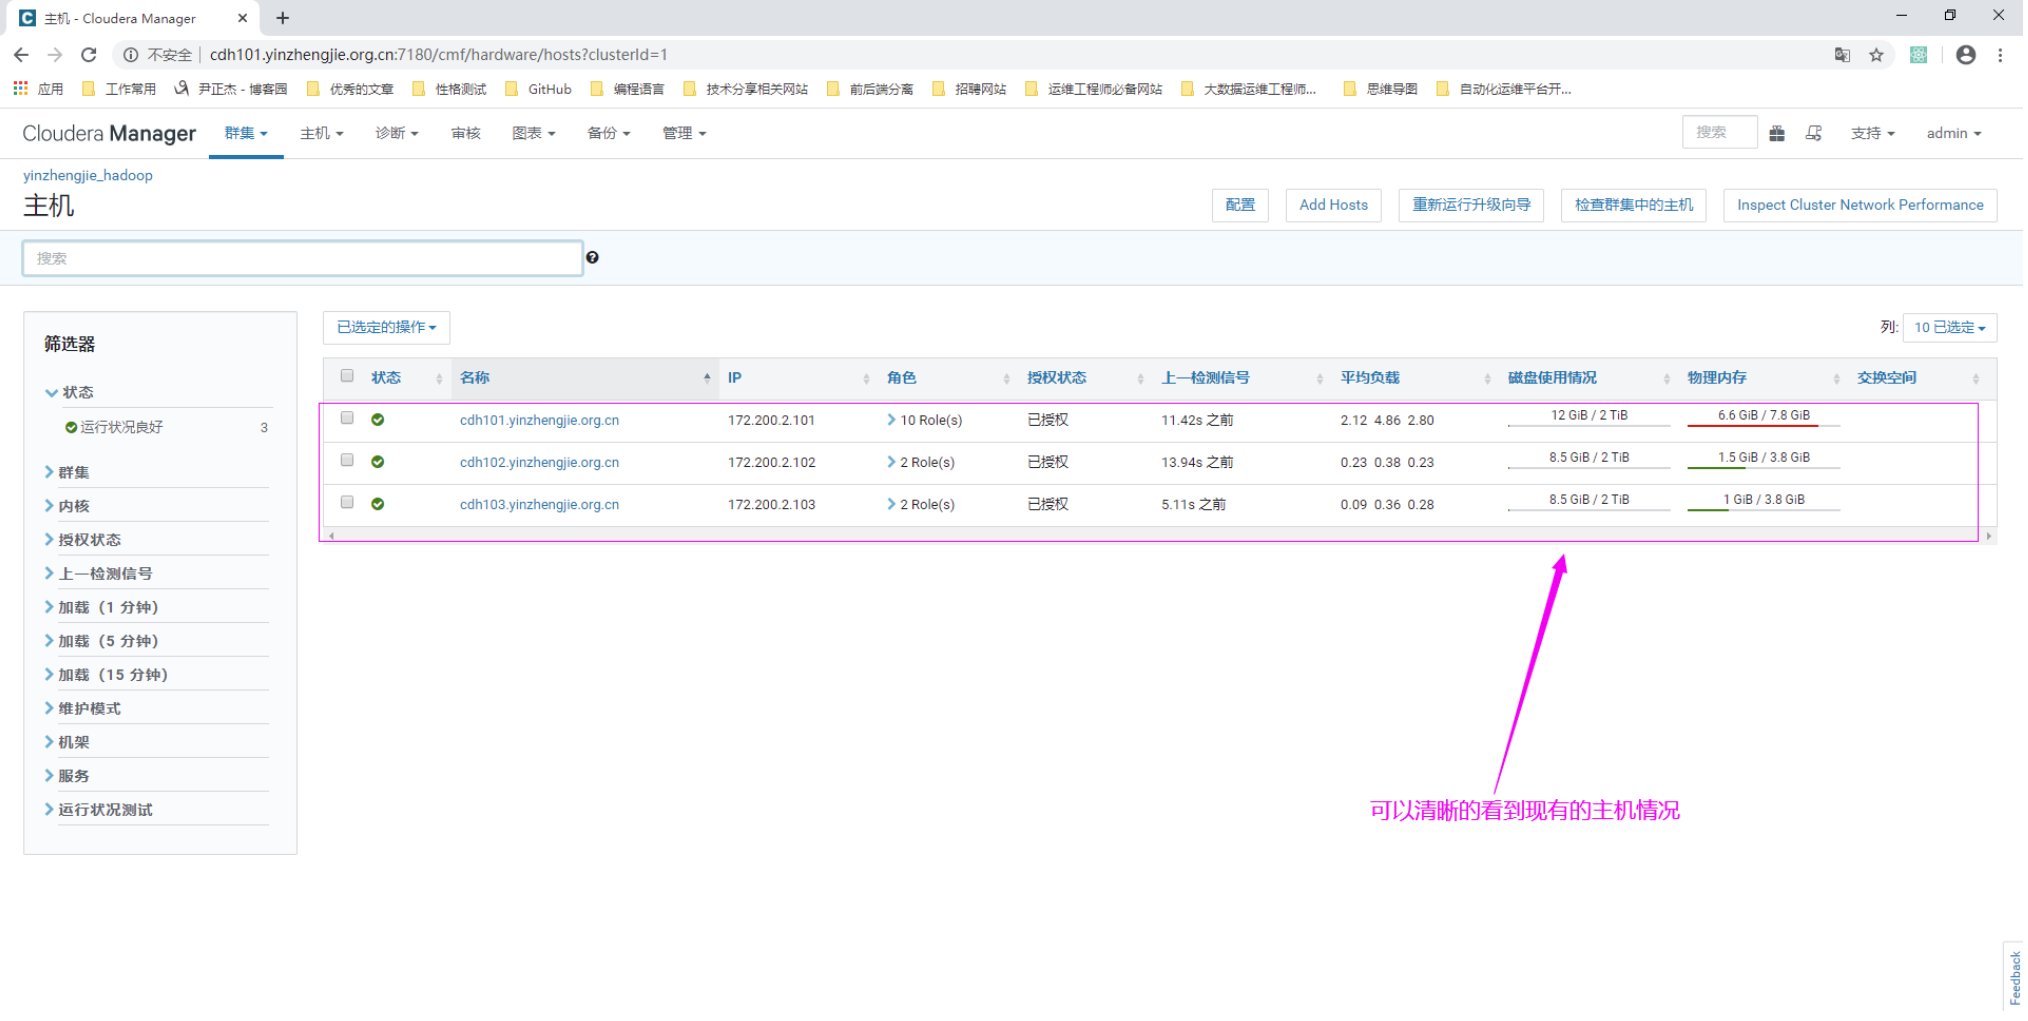 主机 - Cloudera Manager
不安全 | cdh101.yinzhengjie.org.cn:7180/cmf/hardware/hosts?clusterId=1
应用 工作常用 尹正杰 - 博客园 优秀的文章 性格测试 GitHub 编程语言 技术分享相关网站 前后端分离 招聘网站 运维工程师必备网站 大数据运维工程师... 思维导图 自动化运维平台开...
Cloudera Manager 群集 主机 诊断 审核 图表 备份 管理 搜索 支持 admin
yinzhengjie_hadoop
主机
配置 Add Hosts 重新运行升级向导 检查群集中的主机 Inspect Cluster Network Performance
搜索
筛选器
状态
运行状况良好 3
群集
内核
授权状态
上一检测信号
加载（1 分钟）
加载（5 分钟）
加载（15 分钟）
维护模式
机架
服务
运行状况测试
已选定的操作
列: 10 已选定
状态 名称 IP 角色 授权状态 上一检测信号 平均负载 磁盘使用情况 物理内存 交换空间
cdh101.yinzhengjie.org.cn 172.200.2.101 10 Role(s) 已授权 11.42s 之前 2.12 4.86 2.80 12 GiB / 2 TiB 6.6 GiB / 7.8 GiB
cdh102.yinzhengjie.org.cn 172.200.2.102 2 Role(s) 已授权 13.94s 之前 0.23 0.38 0.23 8.5 GiB / 2 TiB 1.5 GiB / 3.8 GiB
cdh103.yinzhengjie.org.cn 172.200.2.103 2 Role(s) 已授权 5.11s 之前 0.09 0.36 0.28 8.5 GiB / 2 TiB 1 GiB / 3.8 GiB
可以清晰的看到现有的主机情况
Feedback